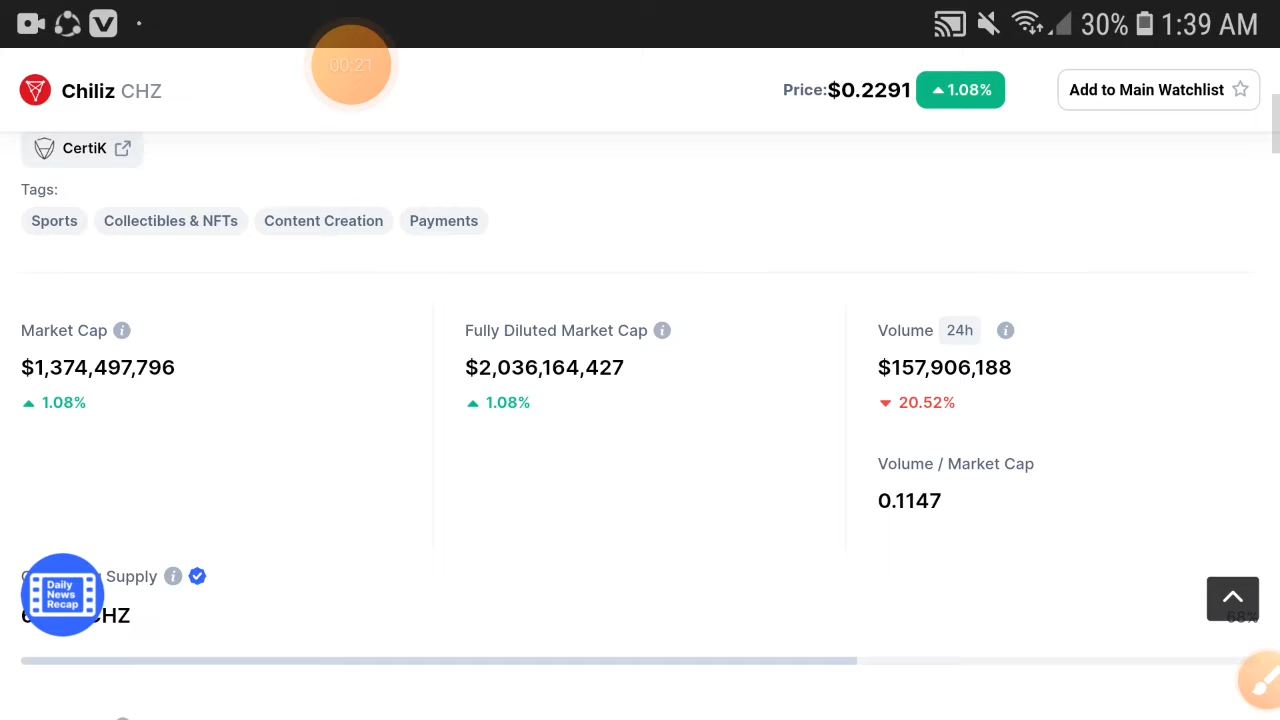 30% 1:39 AM
00:21
Chiliz CHZ
Price:$0.2291 1.08%
Add to Main Watchlist
CertiK
Tags:
Sports Collectibles & NFTs Content Creation Payments
Market Cap
$1,374,497,796
1.08%
Fully Diluted Market Cap
$2,036,164,427
1.08%
Volume 24h
$157,906,188
20.52%
Volume / Market Cap
0.1147
Supply
CHZ
Daily
News
Recap
68%